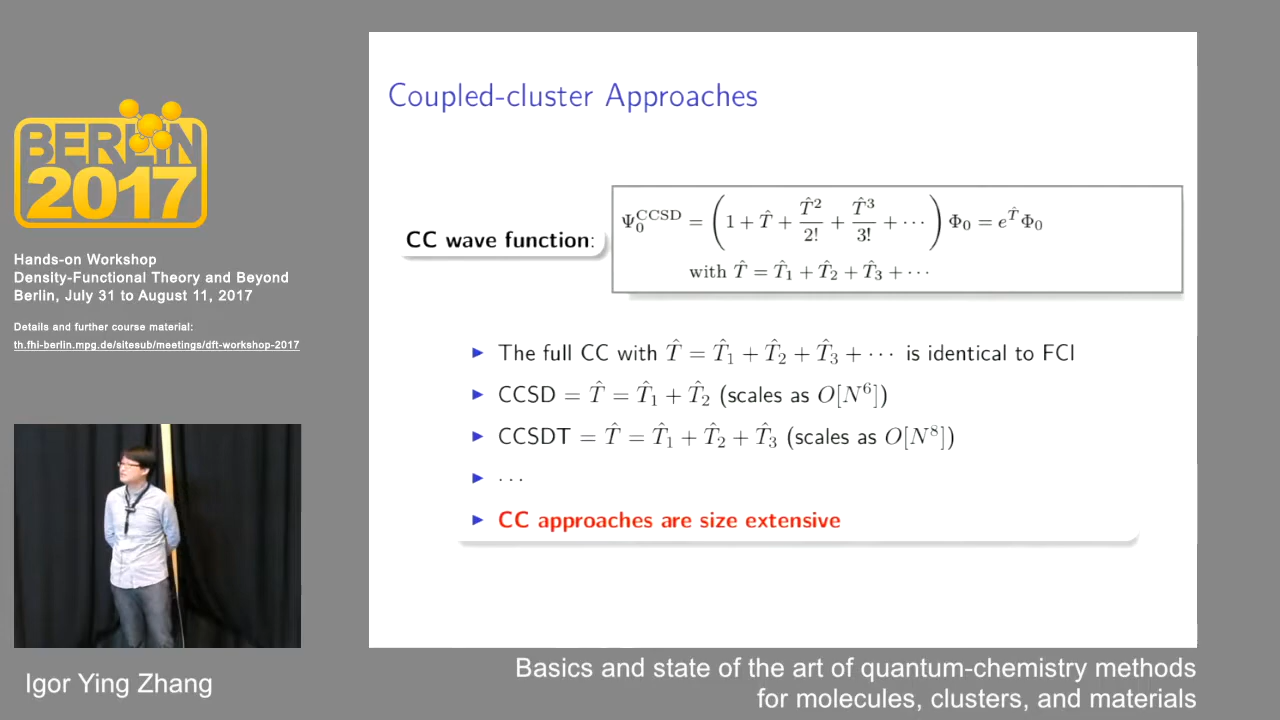 BERLIN
2017
Hands-on Workshop
Density-Functional Theory and Beyond
Berlin, July 31 to August 11, 2017
Details and further course material:
th.fhi-berlin.mpg.de/sitesub/meetings/dft-workshop-2017
Igor Ying Zhang
Coupled-cluster Approaches
CC wave function:
Ψ₀^CCSD = (1 + T̂ + T̂²/2! + T̂³/3! + ···) Φ₀ = e^T̂ Φ₀
with T̂ = T̂₁ + T̂₂ + T̂₃ + ···
▶ The full CC with T̂ = T̂₁ + T̂₂ + T̂₃ + ··· is identical to FCI
▶ CCSD = T̂ = T̂₁ + T̂₂ (scales as O[N⁶])
▶ CCSDT = T̂ = T̂₁ + T̂₂ + T̂₃ (scales as O[N⁸])
▶ ···
▶ CC approaches are size extensive
Basics and state of the art of quantum-chemistry methods
for molecules, clusters, and materials